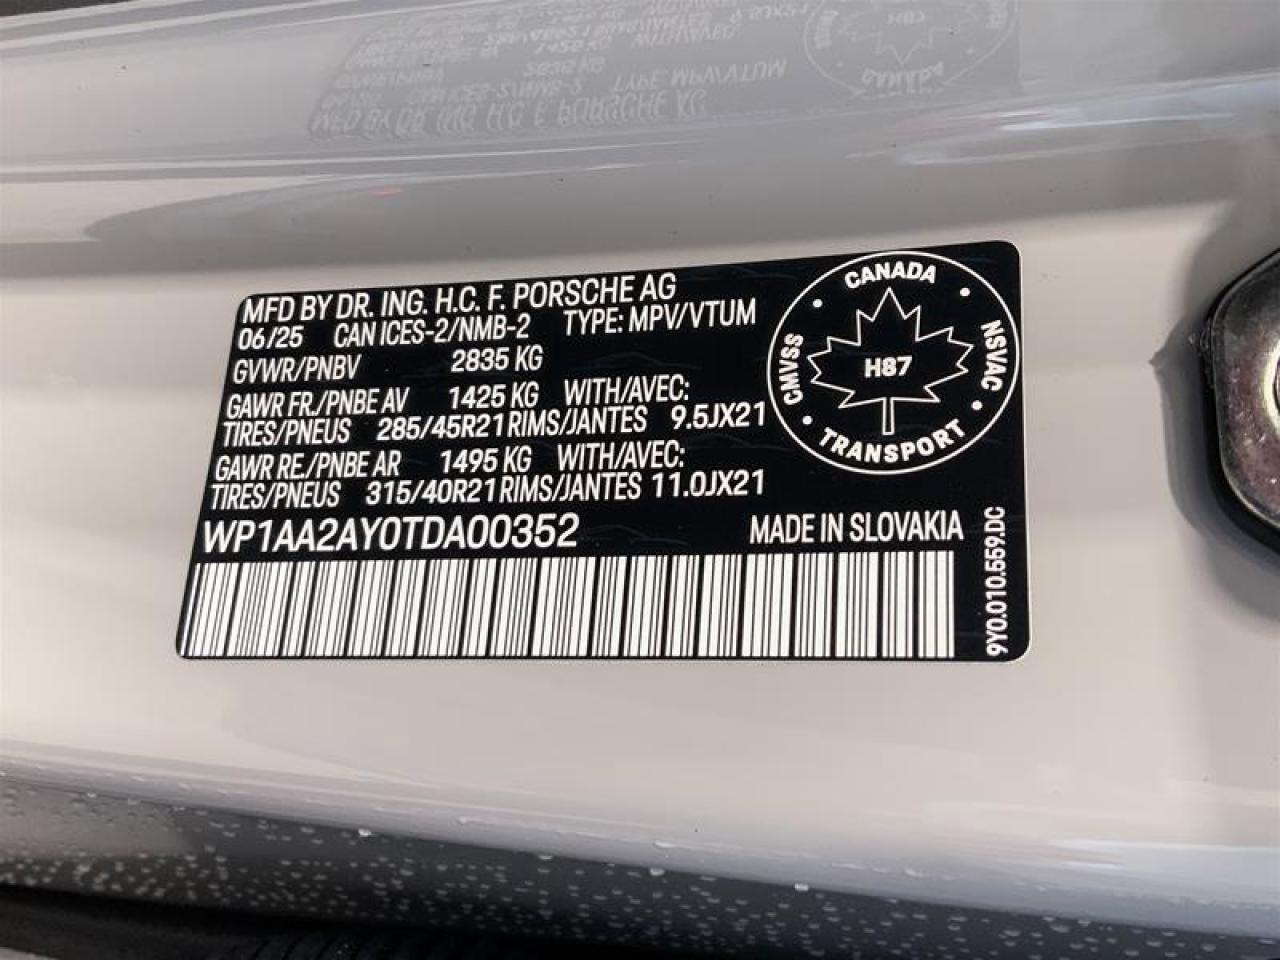 MFD BY DR. ING. H.C. F. PORSCHE AG
06/25 CAN ICES-2/NMB-2 TYPE: MPV/VTUM
GVWR/PNBV 2835 KG
GAWR FR./PNBE AV 1425 KG WITH/AVEC:
TIRES/PNEUS 285/45R21 RIMS/JANTES 9.5JX21
GAWR RE./PNBE AR 1495 KG WITH/AVEC:
TIRES/PNEUS 315/40R21 RIMS/JANTES 11.0JX21
WP1AA2AY0TDA00352 MADE IN SLOVAKIA
CANADA
CMVSS
H87
NSVAC
TRANSPORT
9Y0.010.559.DC